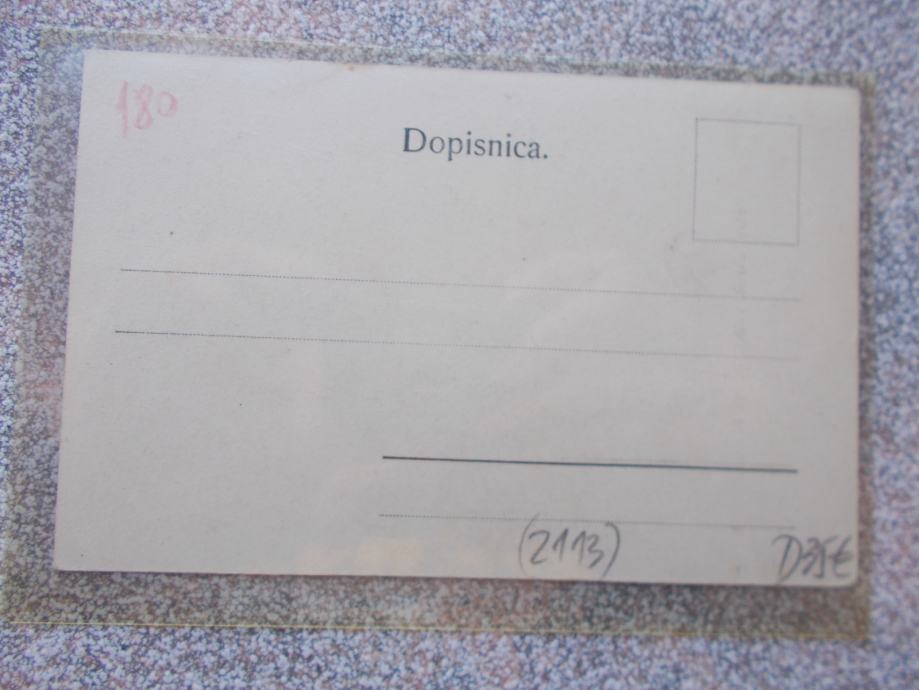 180
Dopisnica.
(2113)
D35€